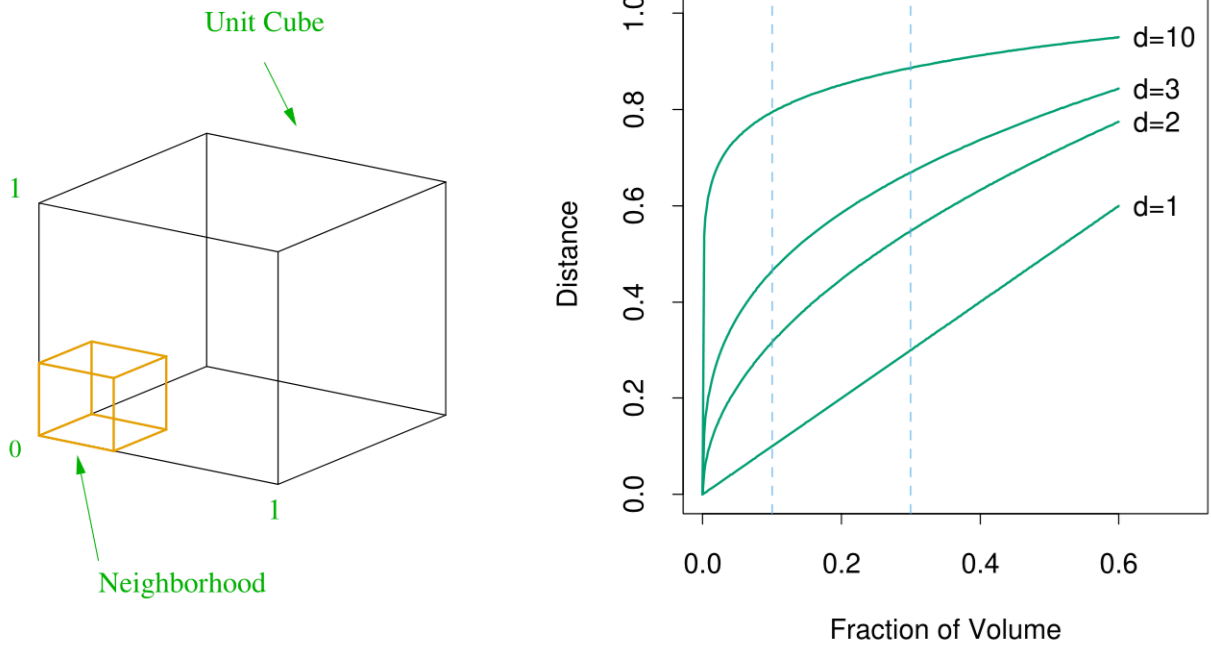 Unit Cube
1
0
1
Neighborhood
1.0
0.8
0.6
0.4
0.2
0.0
Distance
d=10
d=3
d=2
d=1
0.0 0.2 0.4 0.6
Fraction of Volume